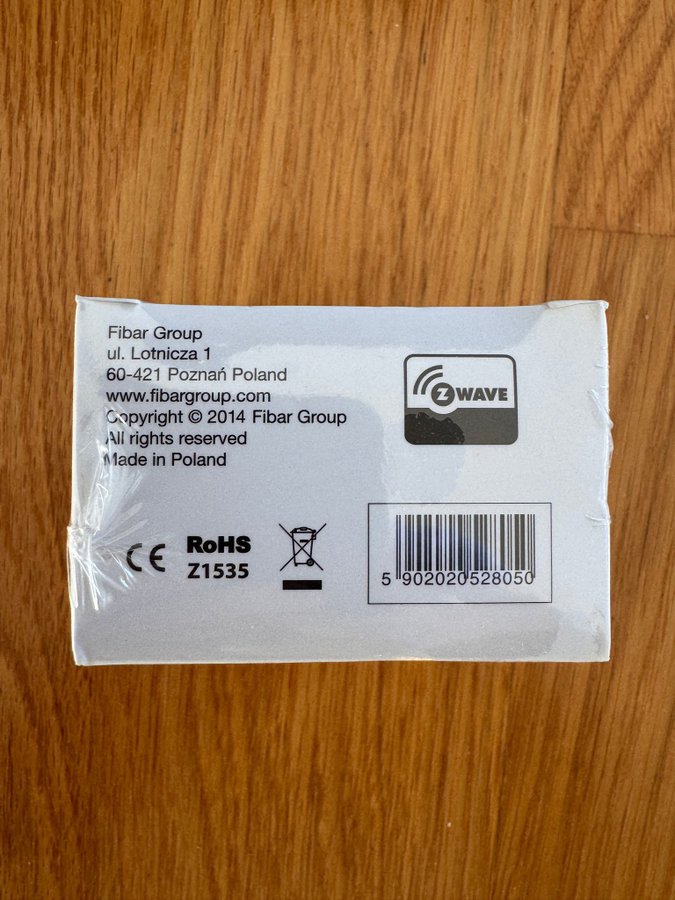 Fibar Group
ul. Lotnicza 1
60-421 Poznań Poland
www.fibargroup.com
Copyright © 2014 Fibar Group
All rights reserved
Made in Poland
Z WAVE
CE
RoHS
Z1535
5 902020 528050